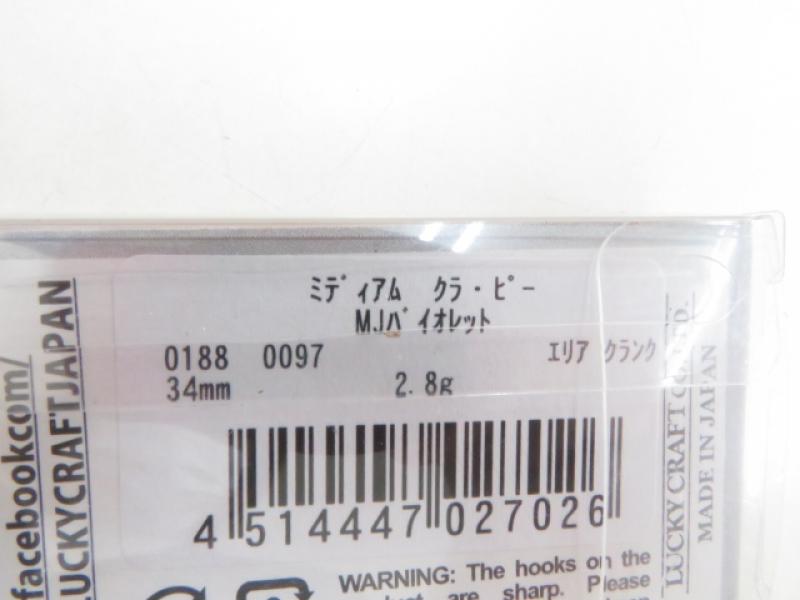 ﾐﾃﾞｨｱﾑ ｸﾗ・ﾋﾟｰ
MJﾊﾞｲｵﾚｯﾄ
0188 0097 ｴﾘｱ ｸﾗﾝｸ
34mm 2.8g
4 514447 027026
WARNING: The hooks on the
are sharp. Please
facebookcom/
LUCKYCRAFTJAPAN
LUCKY CRAFT CO.,LTD.
MADE IN JAPAN